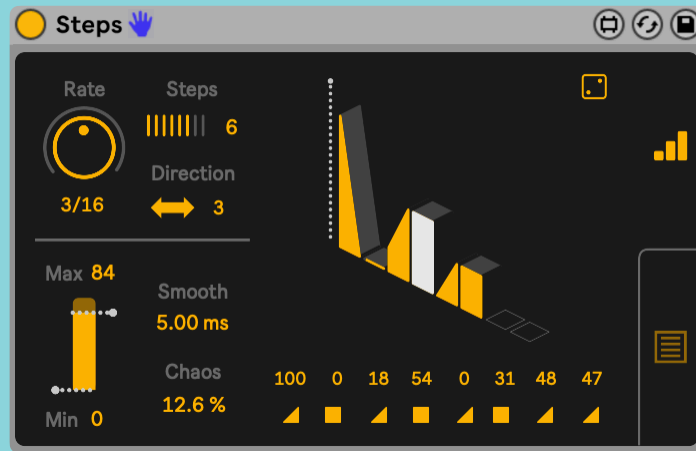 Steps
Rate
Steps
6
Direction
3/16
3
Max 84
Smooth
5.00 ms
Chaos
12.6 %
Min 0
100 0 18 54 0 31 48 47